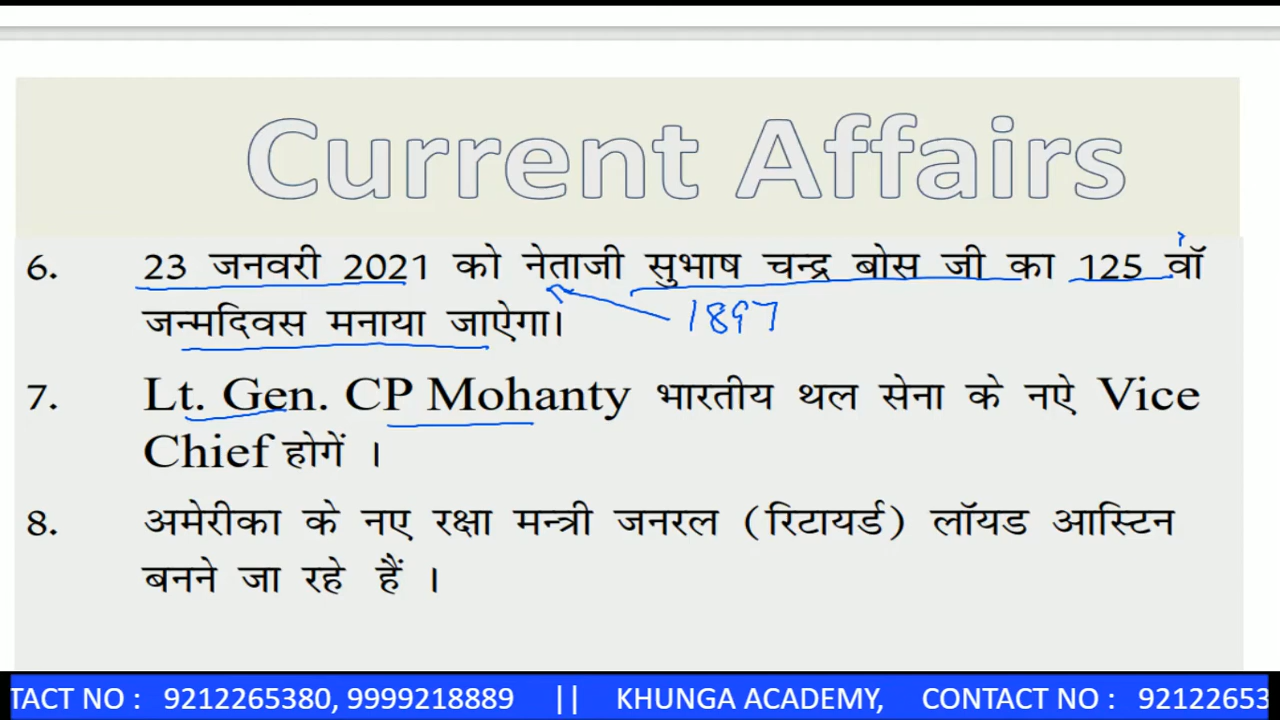 Current Affairs
6. 23 जनवरी 2021 को नेताजी सुभाष चन्द्र बोस जी का 125 वॉ
जन्मदिवस मनाया जाऐगा।
1897
7. Lt. Gen. CP Mohanty भारतीय थल सेना के नऐ Vice
Chief होगें ।
8. अमेरीका के नए रक्षा मन्त्री जनरल (रिटायर्ड) लॉयड आस्टिन
बनने जा रहे हैं ।
TACT NO : 9212265380, 9999218889 || KHUNGA ACADEMY, CONTACT NO : 92122653